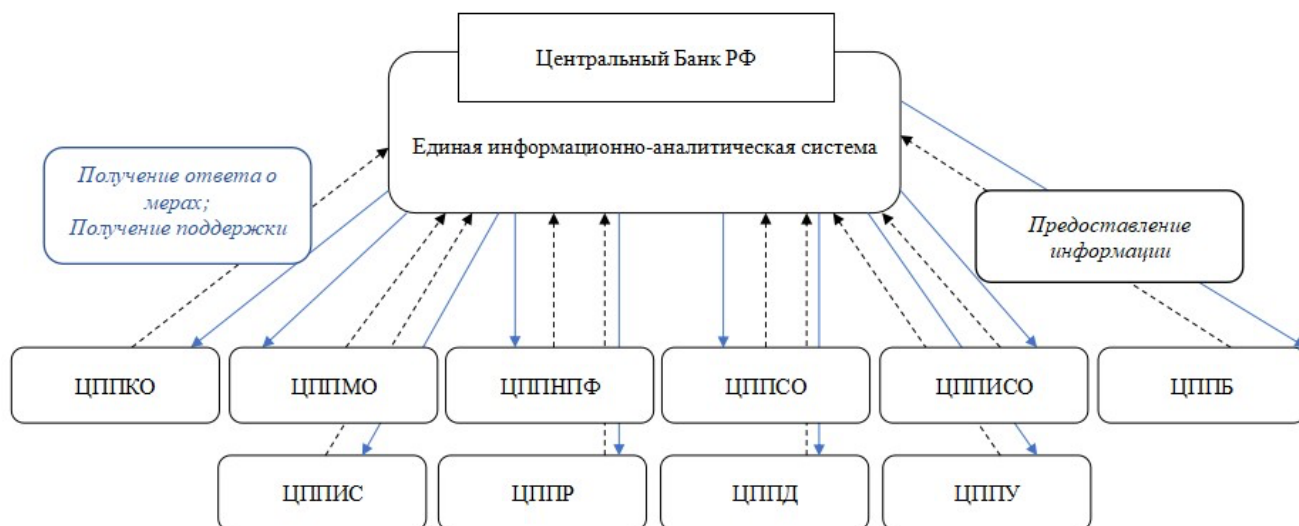 Центральный Банк РФ
Единая информационно-аналитическая система
Получение ответа о
мерах;
Получение поддержки
Предоставление
информации
ЦППКО
ЦППМО
ЦППНПФ
ЦППСО
ЦППИСО
ЦППБ
ЦППИС
ЦППР
ЦППД
ЦППУ